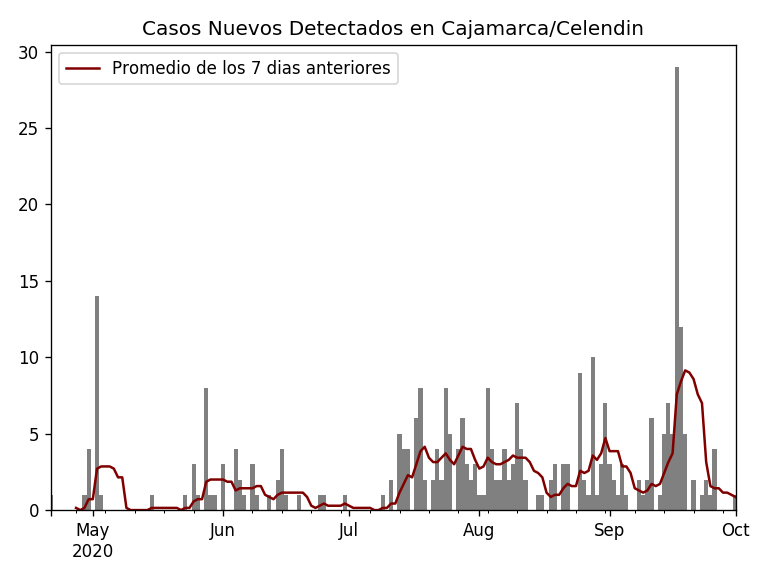 Casos Nuevos Detectados en Cajamarca/Celendin
Promedio de los 7 dias anteriores
30
25
20
15
10
5
0
May Jun Jul Aug Sep Oct
2020